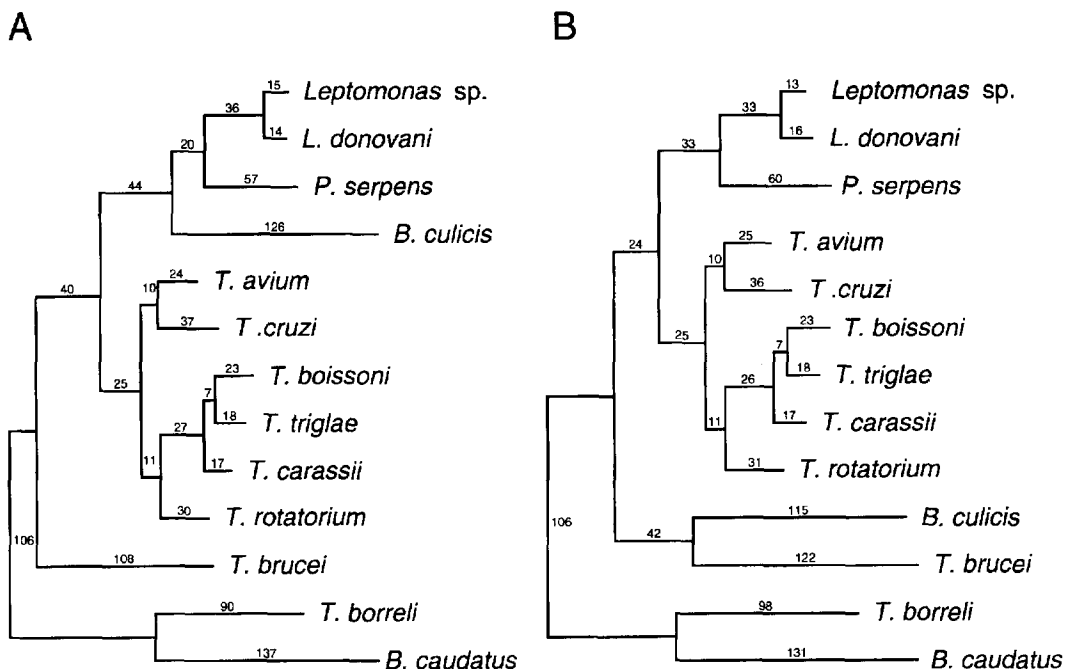 A
15
Leptomonas sp.
36
14
L. donovani
20
57
P. serpens
44
126
B. culicis
24
T. avium
10
40
37
T .cruzi
25
23
T. boissoni
7
18
T. triglae
27
17
T. carassii
11
30
T. rotatorium
106
108
T. brucei
90
T. borreli
137
B. caudatus
B
13
Leptomonas sp.
33
16
L. donovani
33
60
P. serpens
24
25
T. avium
10
36
T .cruzi
25
23
T. boissoni
7
18
T. triglae
26
17
T. carassii
11
31
T. rotatorium
115
B. culicis
106
42
122
T. brucei
98
T. borreli
131
B. caudatus